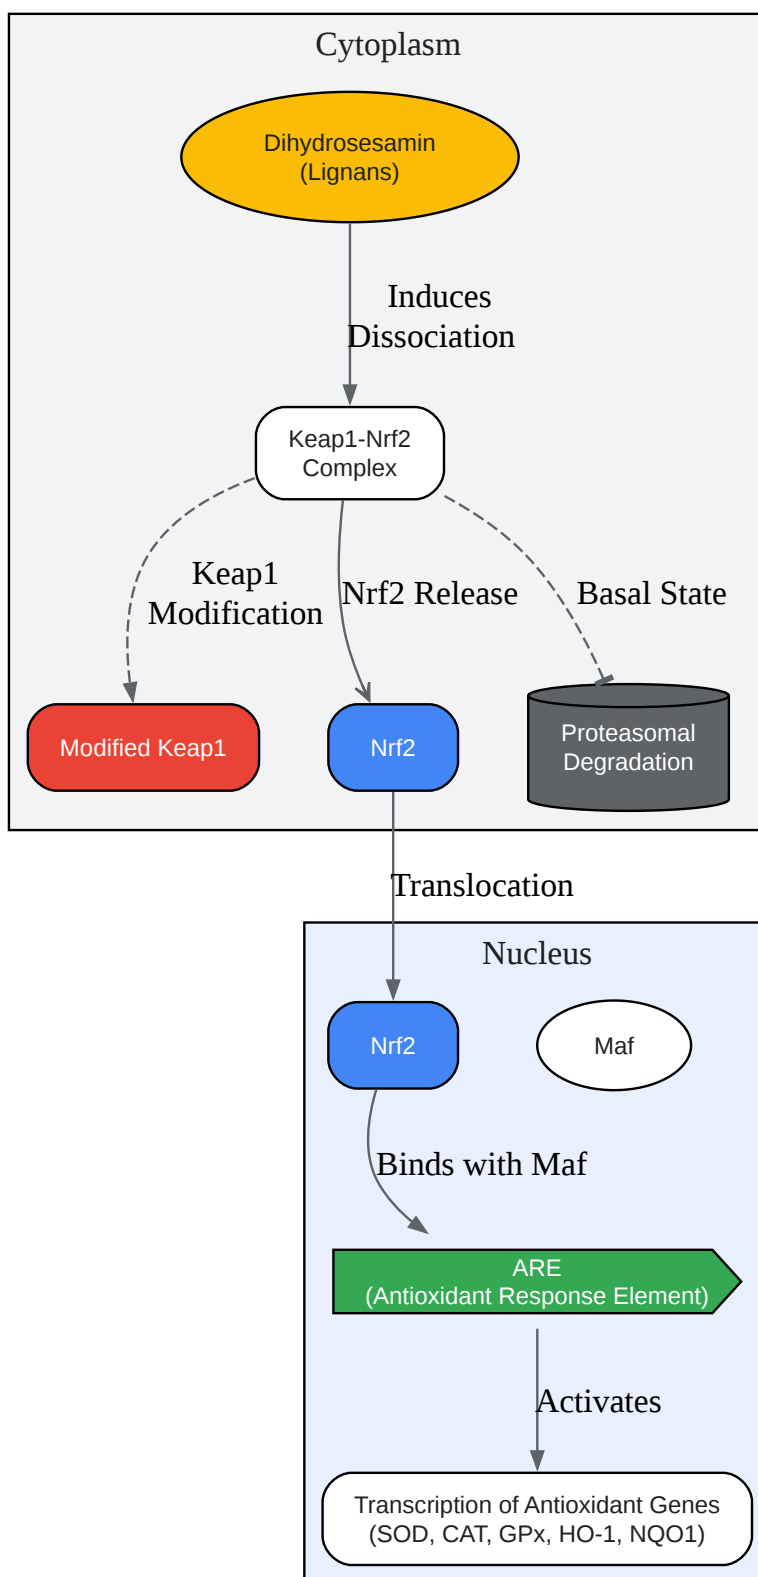 Cytoplasm
Dihydrosesamin
(Lignans)
Induces
Dissociation
Keap1-Nrf2
Complex
Keap1
Modification
Nrf2 Release
Basal State
Modified Keap1
Nrf2
Proteasomal
Degradation
Translocation
Nucleus
Nrf2
Maf
Binds with Maf
ARE
(Antioxidant Response Element)
Activates
Transcription of Antioxidant Genes
(SOD, CAT, GPx, HO-1, NQO1)